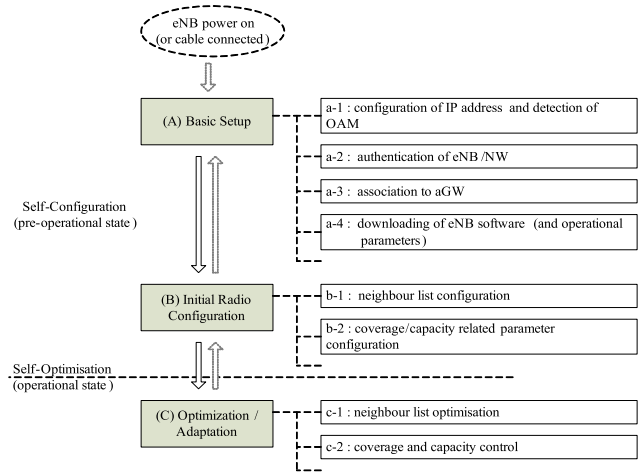 eNB power on
(or cable connected)
(A) Basic Setup
a-1 : configuration of IP address and detection of
OAM
a-2 : authentication of eNB /NW
a-3 : association to aGW
a-4 : downloading of eNB software (and operational
parameters)
Self-Configuration
(pre-operational state)
(B) Initial Radio
Configuration
b-1 : neighbour list configuration
b-2 : coverage/capacity related parameter
configuration
Self-Optimisation
(operational state)
(C) Optimization /
Adaptation
c-1 : neighbour list optimisation
c-2 : coverage and capacity control